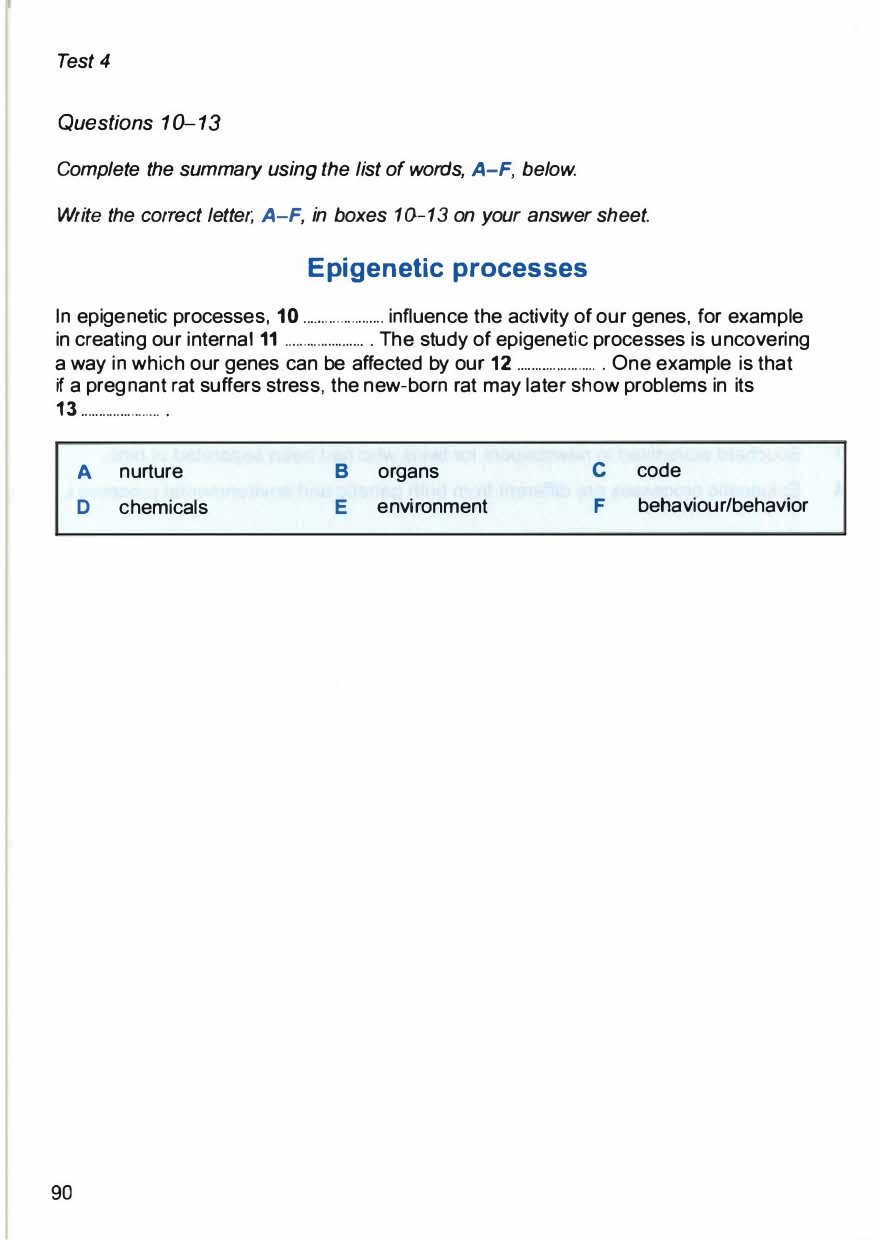 Test 4
Questions 10–13
Complete the summary using the list of words, A–F, below.
Write the correct letter, A–F, in boxes 10–13 on your answer sheet.
Epigenetic processes
In epigenetic processes, 10 ...................... influence the activity of our genes, for example
in creating our internal 11 ...................... . The study of epigenetic processes is uncovering
a way in which our genes can be affected by our 12 ...................... . One example is that
if a pregnant rat suffers stress, the new-born rat may later show problems in its
13 ...................... .
A nurture B organs C code
D chemicals E environment F behaviour/behavior
90